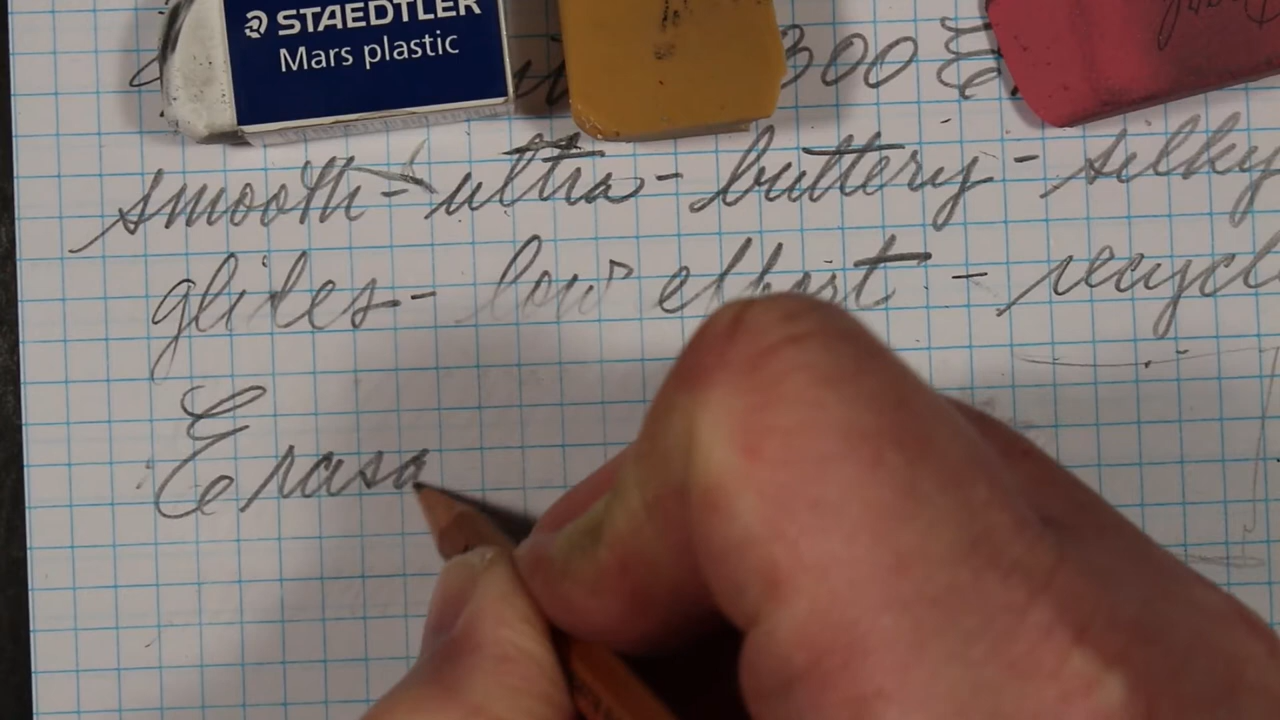 STAEDTLER
Mars plastic
300 E
smooth - ultra - buttery - silky
glides - low effort - recycl
Erasa